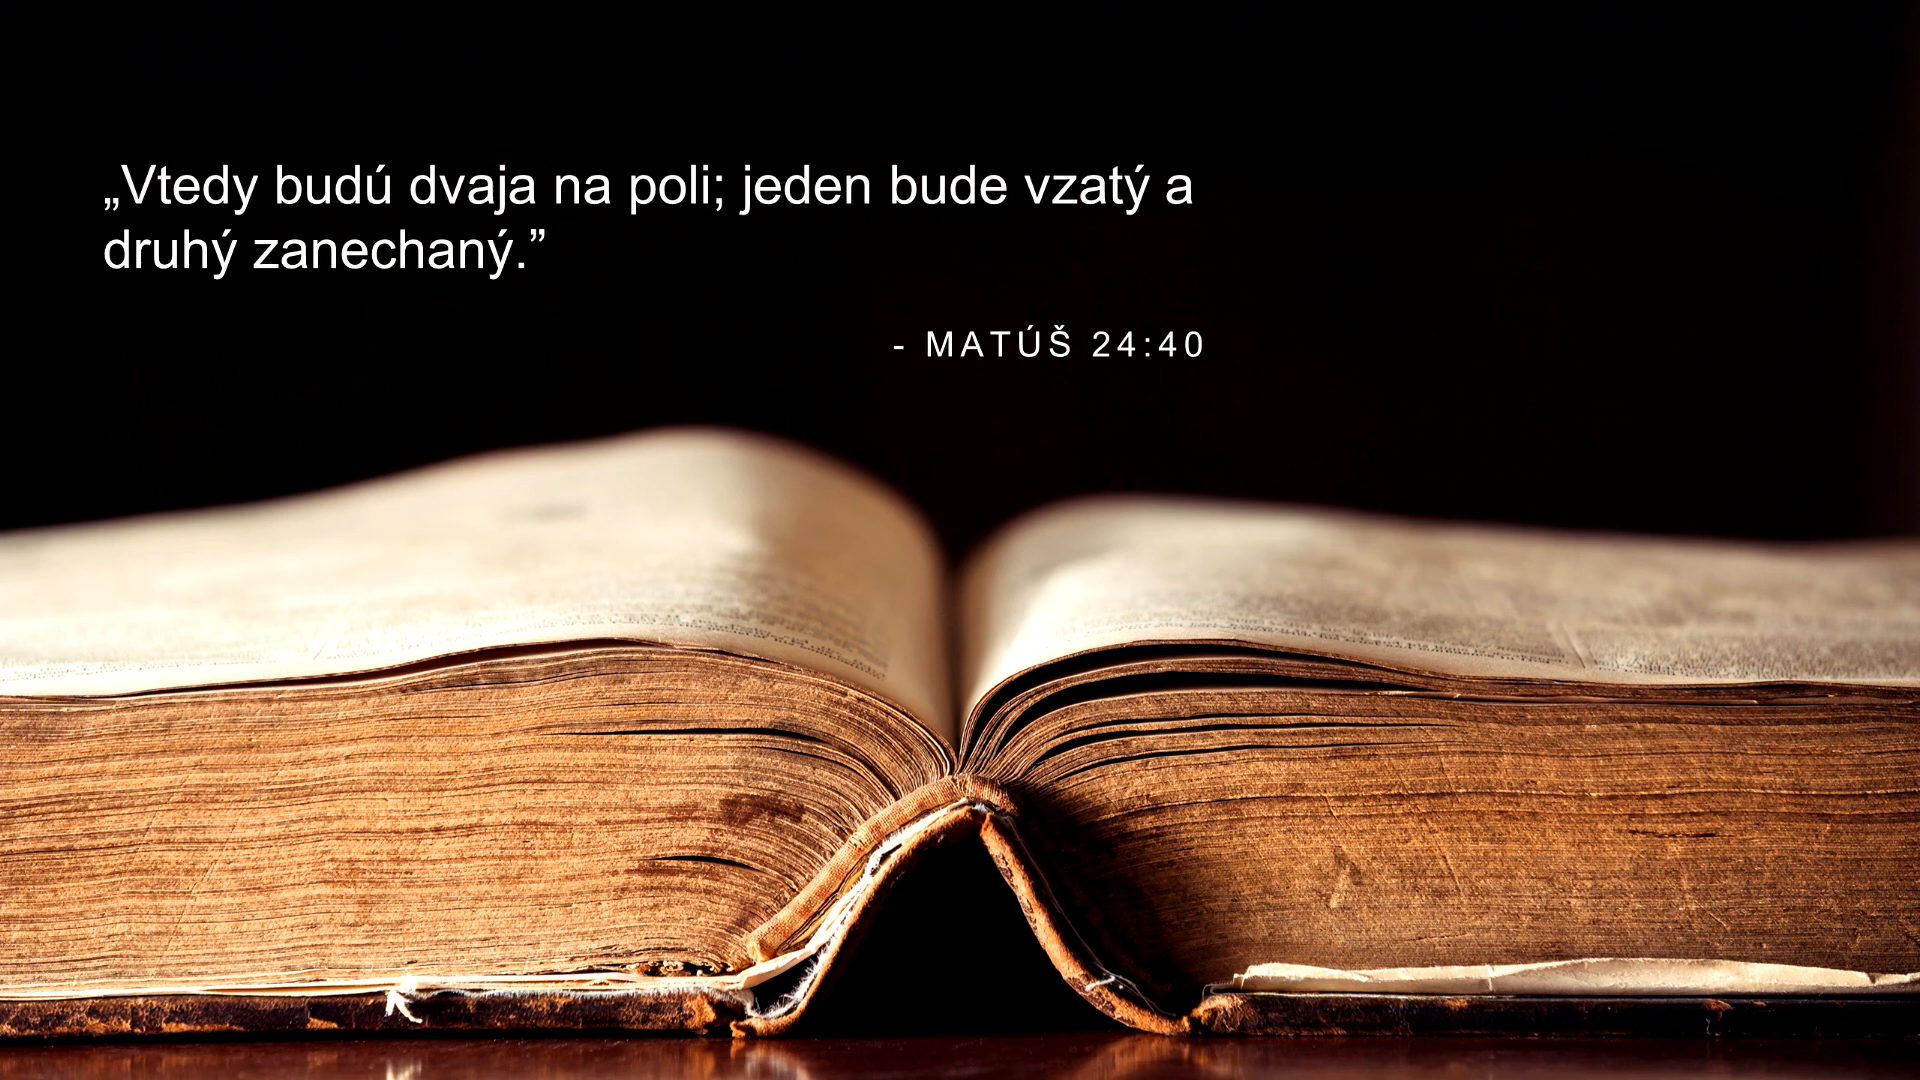 „Vtedy budú dvaja na poli; jeden bude vzatý a
druhý zanechaný.”
- MATÚŠ 24:40